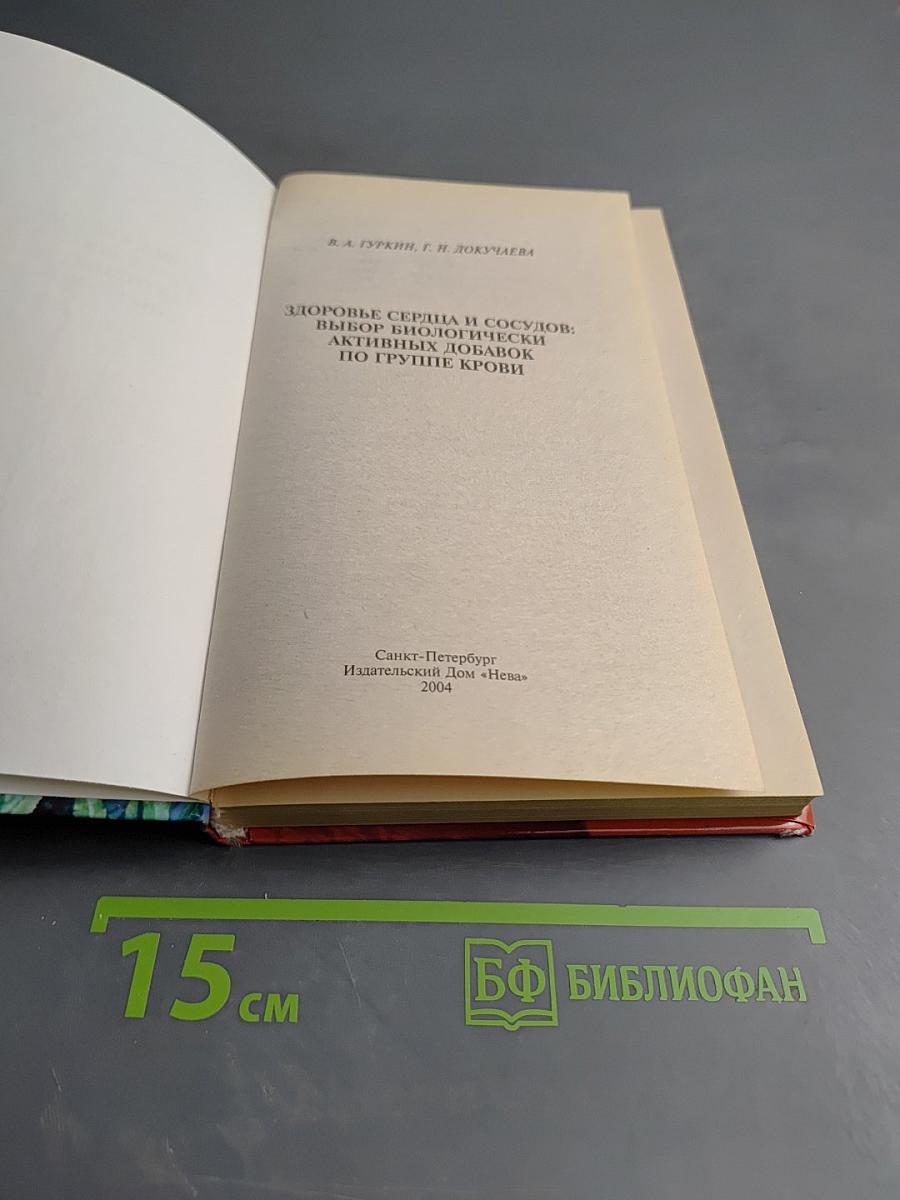 В. А. ГУРКИН, Г. Н. ДОКУЧАЕВА
ЗДОРОВЬЕ СЕРДЦА И СОСУДОВ:
ВЫБОР БИОЛОГИЧЕСКИ
АКТИВНЫХ ДОБАВОК
ПО ГРУППЕ КРОВИ
Санкт-Петербург
Издательский Дом «Нева»
2004
15 см
БФ БИБЛИОФАН